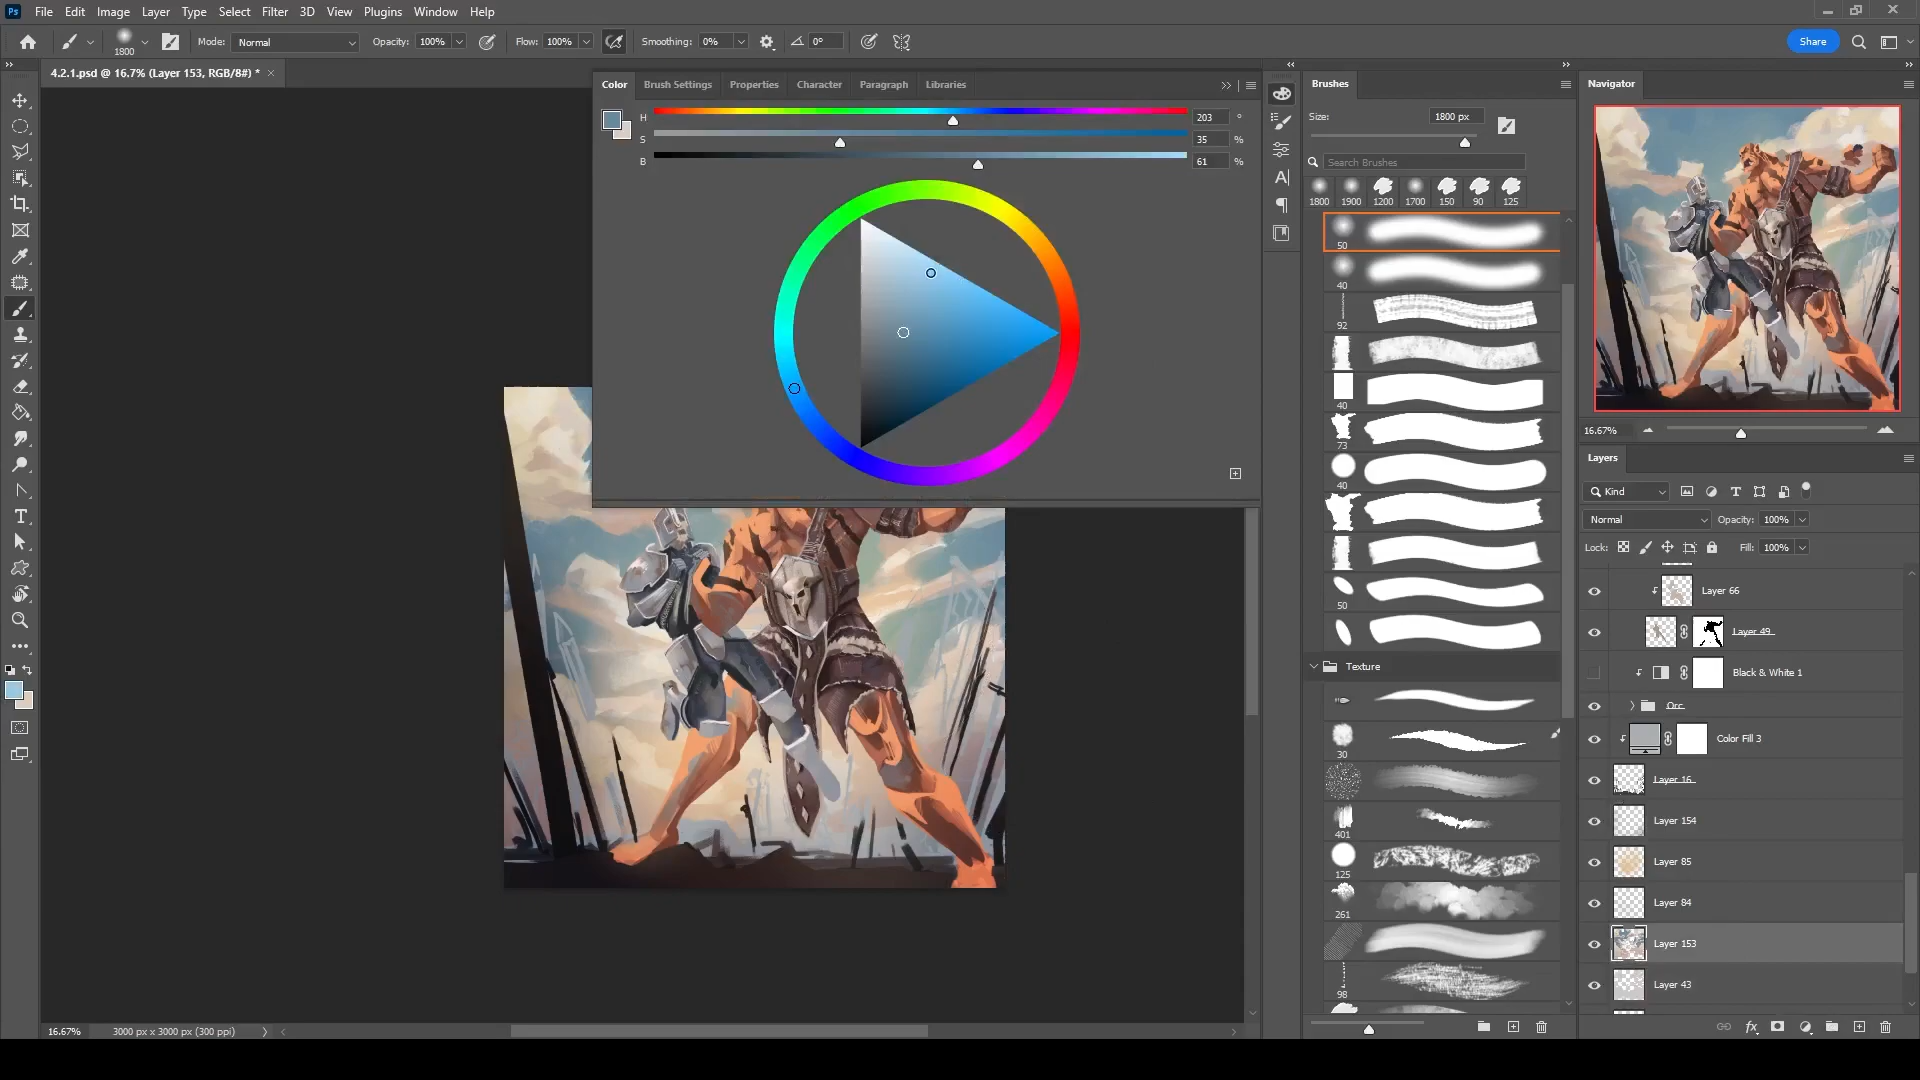 Ps File Edit Image Layer Type Select Filter 3D View Plugins Window Help
1800 Mode: Normal Opacity: 100% Flow: 100% Smoothing: 0% 0° Share
4.2.1.psd @ 16.7% (Layer 153, RGB/8#) *
Color Brush Settings Properties Character Paragraph Libraries
H 203 °
S 35 %
B 61 %
Brushes
Size: 1800 px
Search Brushes
1800 1900 1200 1700 150 90 125
50
40
92
40
73
40
50
Texture
30
401
125
261
98
Navigator
16.67%
Layers
Kind
Normal Opacity: 100%
Lock: Fill: 100%
Layer 66
Layer 49
Black & White 1
Orc
Color Fill 3
Layer 16
Layer 154
Layer 85
Layer 84
Layer 153
Layer 43
16.67% 3000 px x 3000 px (300 ppi)